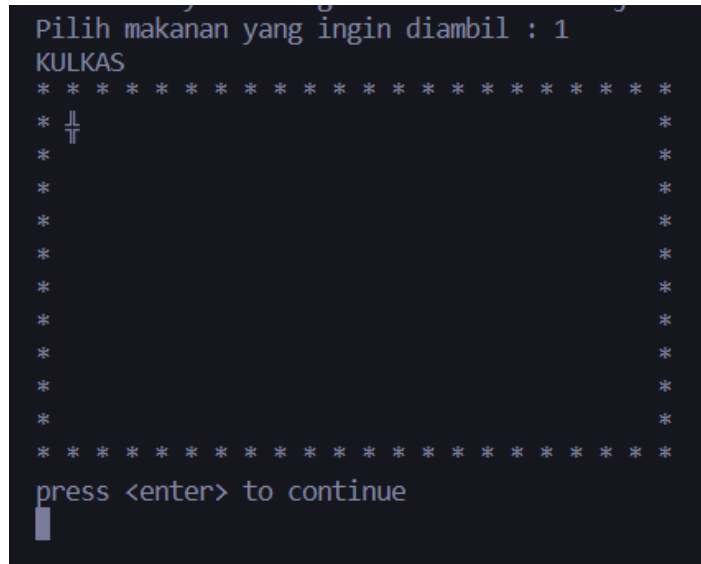 Pilih makanan yang ingin diambil : 1
KULKAS
* * * * * * * * * * * * * * * * * * * * * *
* ╬                                       *
*                                         *
*                                         *
*                                         *
*                                         *
*                                         *
*                                         *
*                                         *
*                                         *
*                                         *
* * * * * * * * * * * * * * * * * * * * * *
press <enter> to continue